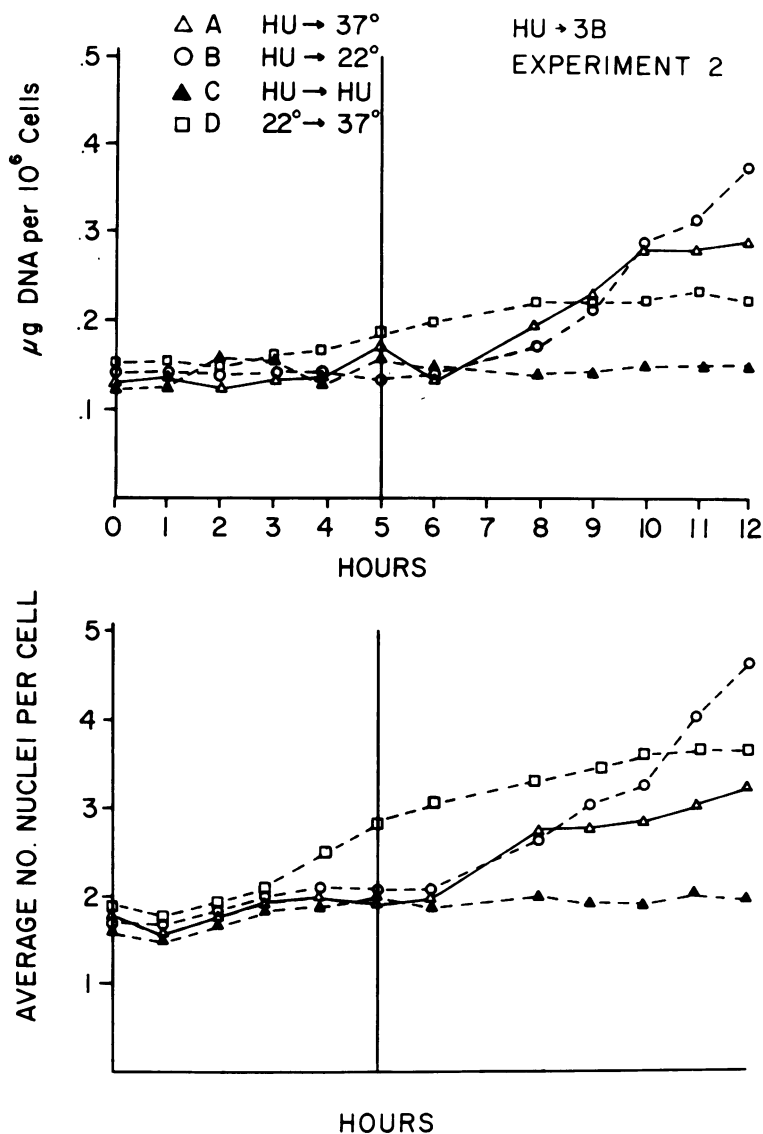 △ A HU → 37°
○ B HU → 22°
▲ C HU → HU
□ D 22° → 37°
HU → 3B
EXPERIMENT 2
µg DNA per 10⁶ Cells
.5
.4
.3
.2
.1
0 1 2 3 4 5 6 7 8 9 10 11 12
HOURS
AVERAGE NO. NUCLEI PER CELL
5
4
3
2
1
HOURS